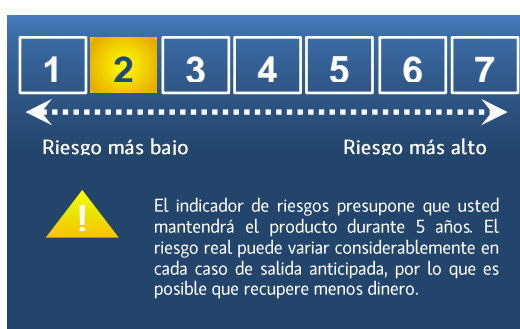 1 2 3 4 5 6 7
Riesgo más bajo Riesgo más alto
! El indicador de riesgos presupone que usted
mantendrá el producto durante 5 años. El
riesgo real puede variar considerablemente en
cada caso de salida anticipada, por lo que es
posible que recupere menos dinero.